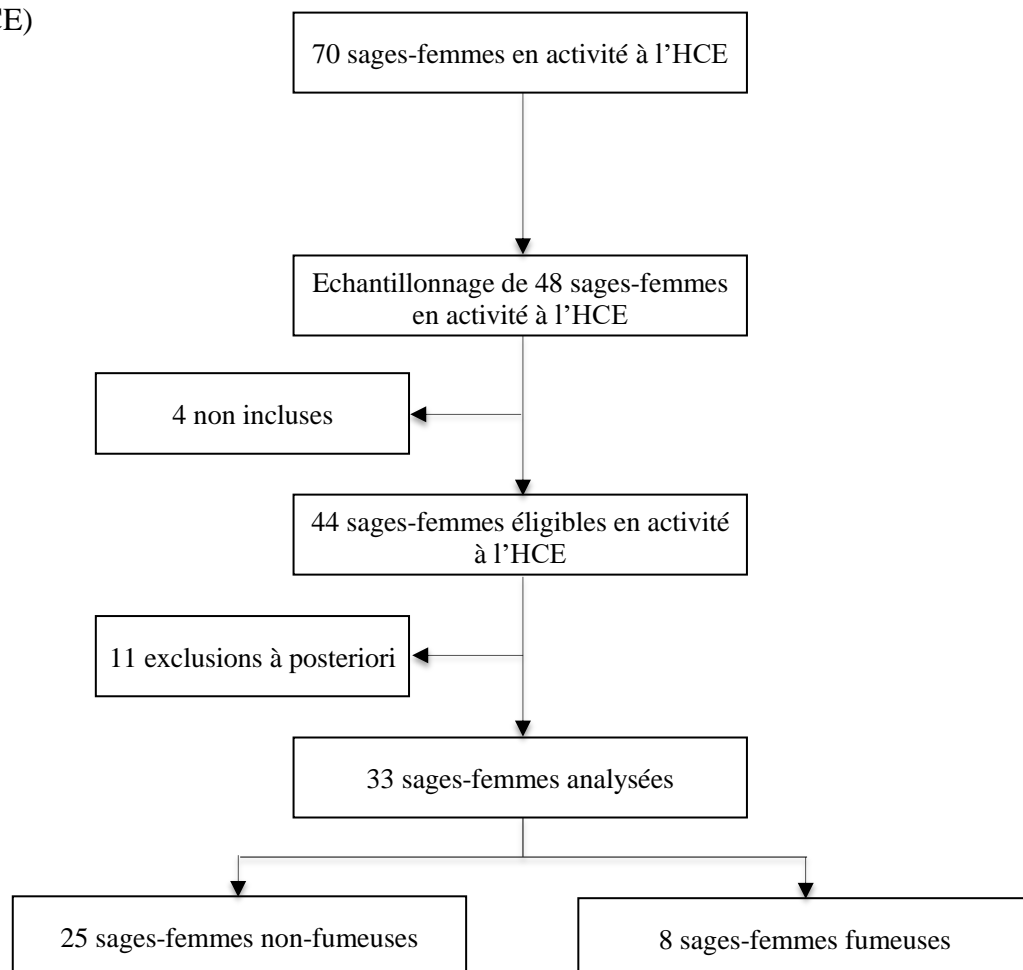 CE)
70 sages-femmes en activité à l’HCE
Echantillonnage de 48 sages-femmes
en activité à l’HCE
4 non incluses
44 sages-femmes éligibles en activité
à l’HCE
11 exclusions à posteriori
33 sages-femmes analysées
25 sages-femmes non-fumeuses
8 sages-femmes fumeuses